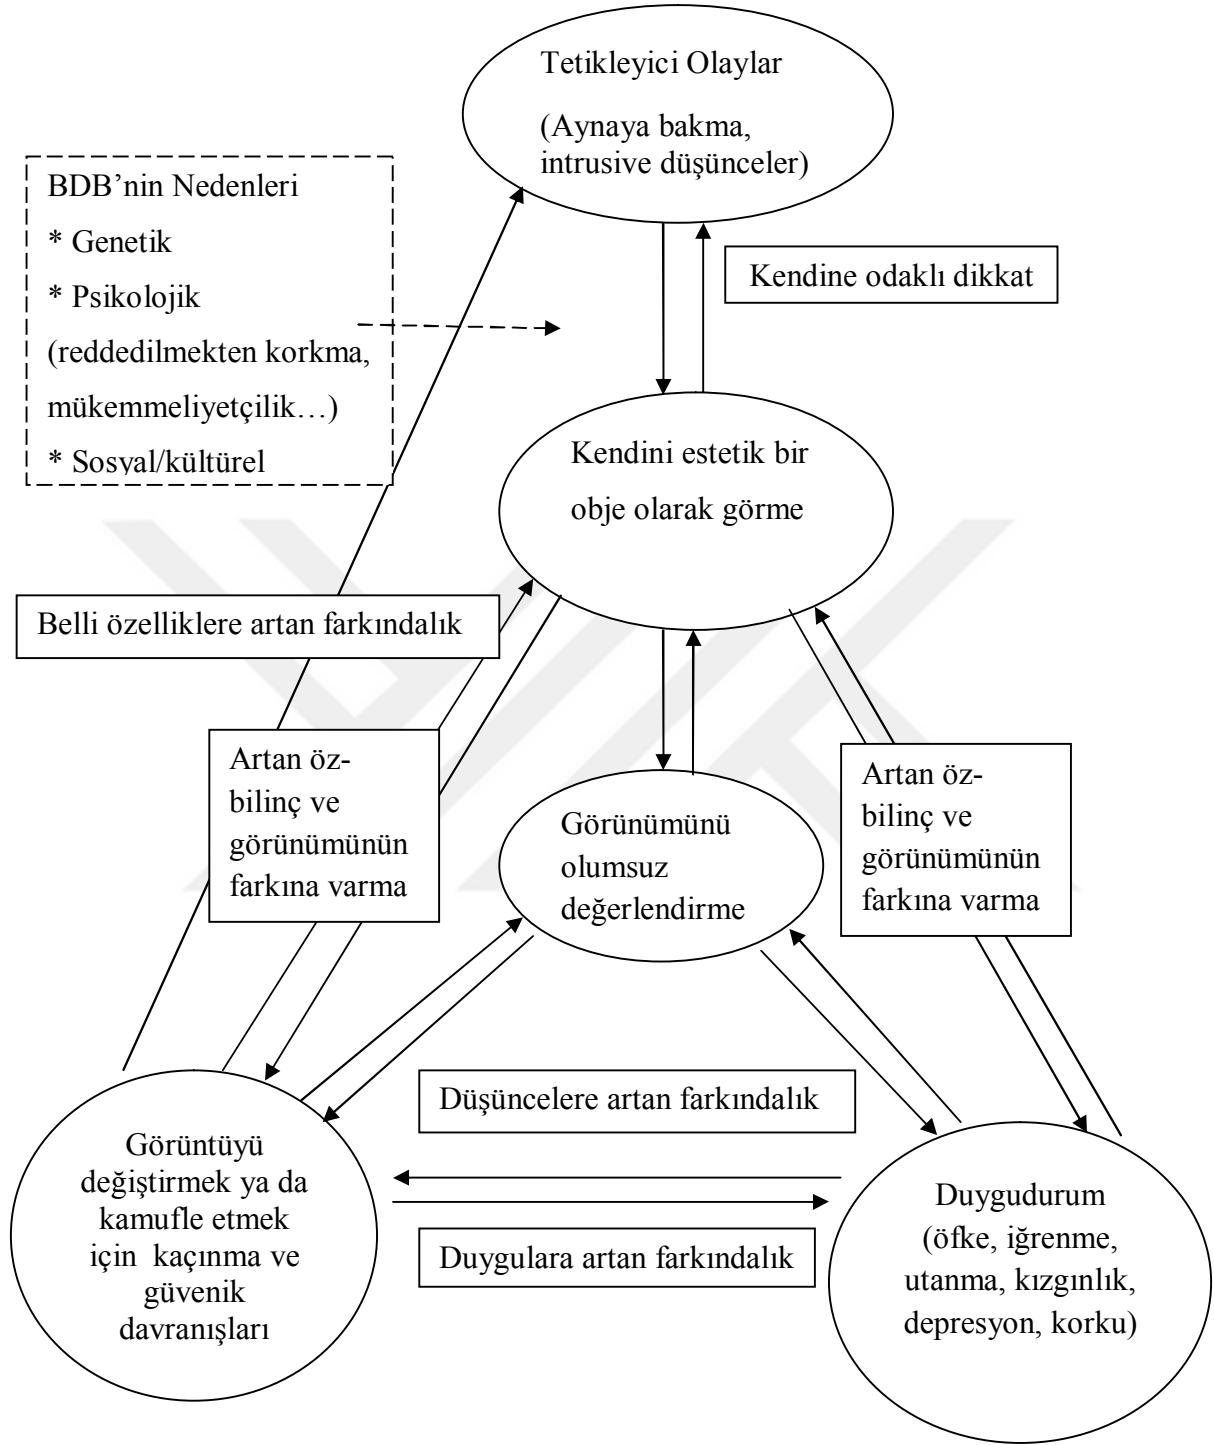 Tetikleyici Olaylar
(Aynaya bakma,
intrusive düşünceler)
BDB’nin Nedenleri
* Genetik
* Psikolojik
(reddedilmekten korkma,
mükemmeliyetçilik…)
* Sosyal/kültürel
Kendine odaklı dikkat
Kendini estetik bir
obje olarak görme
Belli özelliklere artan farkındalık
Artan öz-
bilinç ve
görünümünün
farkına varma
Görünümünü
olumsuz
değerlendirme
Artan öz-
bilinç ve
görünümünün
farkına varma
Düşüncelere artan farkındalık
Görüntüyü
değiştirmek ya da
kamufle etmek
için  kaçınma ve
güvenik
davranışları
Duygulara artan farkındalık
Duygudurum
(öfke, iğrenme,
utanma, kızgınlık,
depresyon, korku)